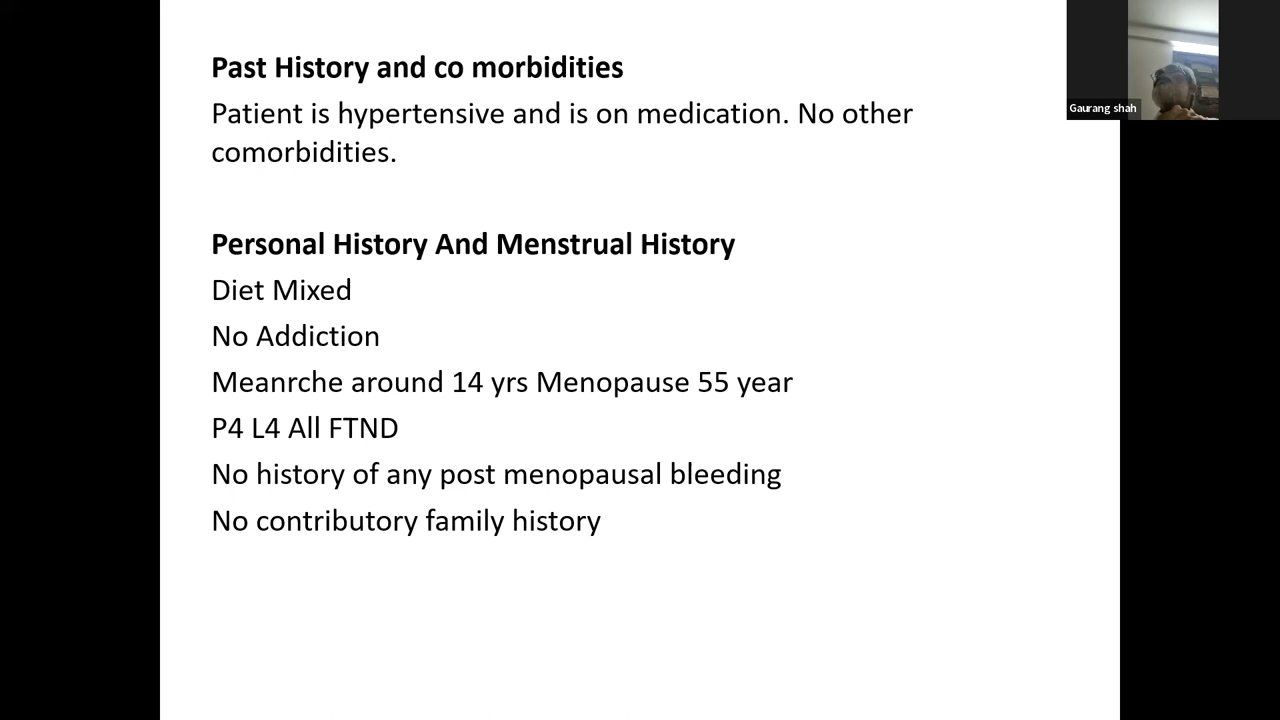 Past History and co morbidities
Patient is hypertensive and is on medication. No other
comorbidities.
Personal History And Menstrual History
Diet Mixed
No Addiction
Meanrche around 14 yrs Menopause 55 year
P4 L4 All FTND
No history of any post menopausal bleeding
No contributory family history
Gaurang shah